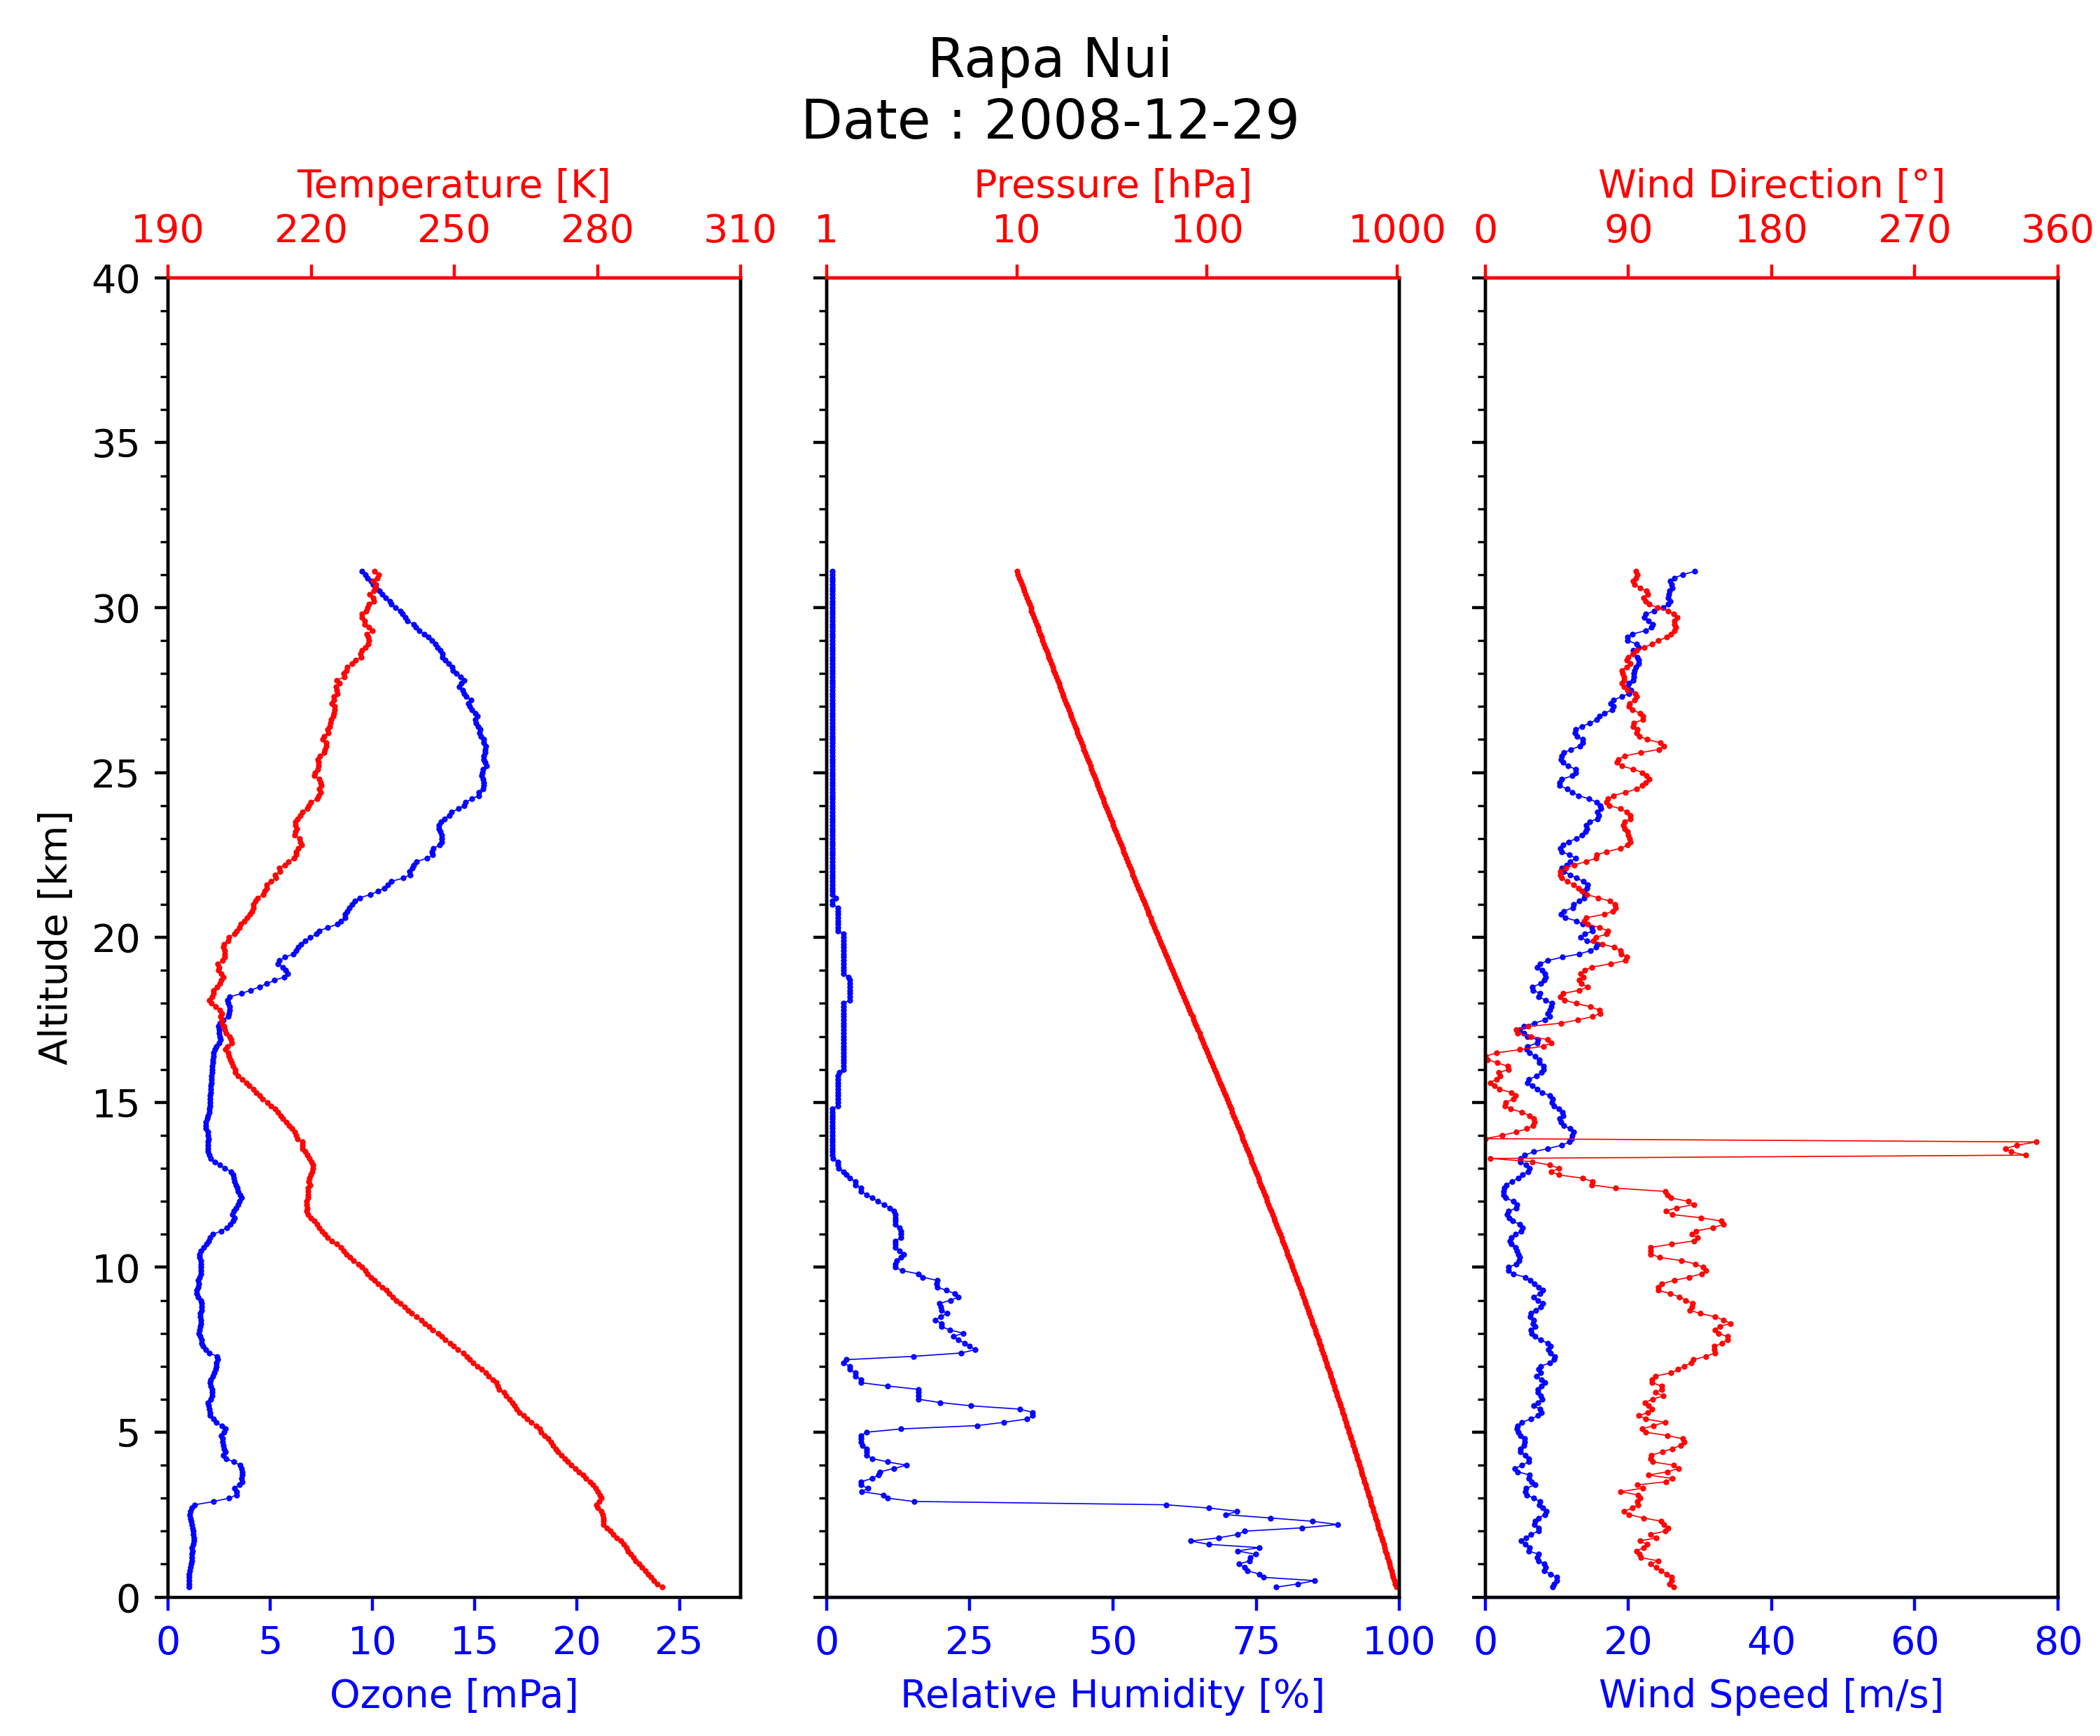 Rapa Nui
Date : 2008-12-29
Temperature [K] Pressure [hPa] Wind Direction [°]
190 220 250 280 310 1 10 100 1000 0 90 180 270 360
40
35
30
25
20
15
10
5
0
Altitude [km]
0 5 10 15 20 25 0 25 50 75 100 0 20 40 60 80
Ozone [mPa] Relative Humidity [%] Wind Speed [m/s]